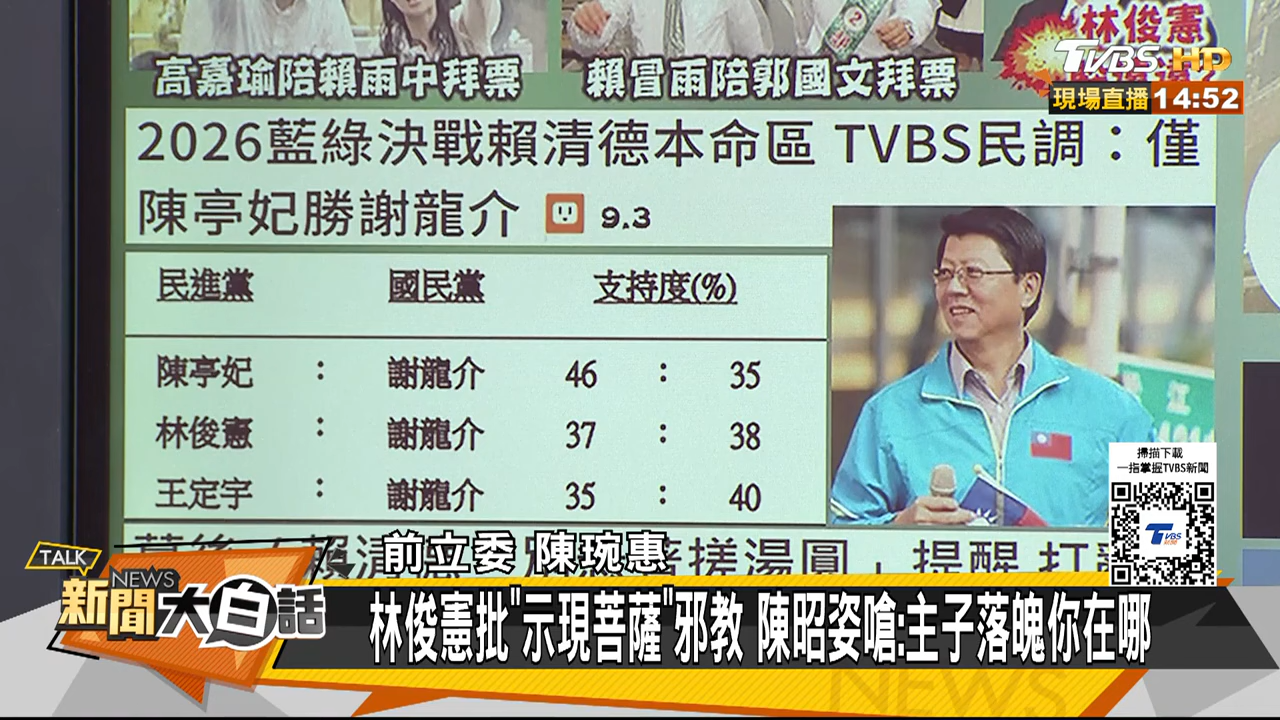 高嘉瑜陪賴雨中拜票
賴冒雨陪郭國文拜票
林俊憲
TVBS HD
現場直播 14:52
2026藍綠決戰賴清德本命區 TVBS民調：僅
陳亭妃勝謝龍介 9.3
民進黨 國民黨 支持度(%)
陳亭妃 : 謝龍介 46 : 35
林俊憲 : 謝龍介 37 : 38
王定宇 : 謝龍介 35 : 40
掃描下載
一指掌握TVBS新聞
TVBS
搓湯圓」提醒
前立委 陳琬惠
TALK
NEWS
新聞大白話
林俊憲批"示現菩薩"邪教 陳昭姿嗆:主子落魄你在哪
NEWS